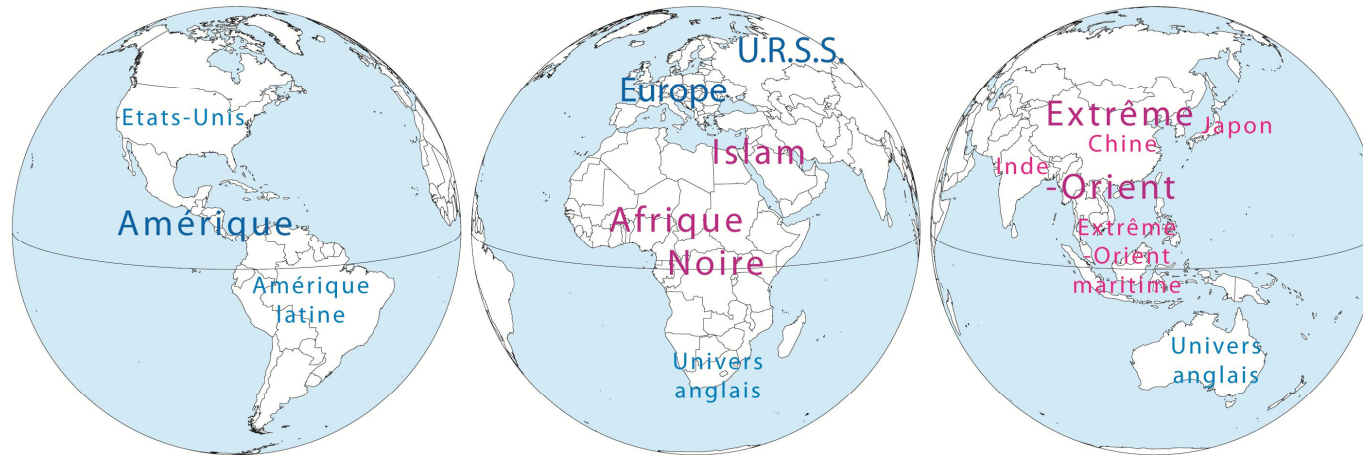 Etats-Unis
Amérique
Amérique
latine
U.R.S.S.
Europe
Islam
Afrique
Noire
Univers
anglais
Extrême
Japon
Chine
Inde
-Orient
Extrême
-Orient
maritime
Univers
anglais